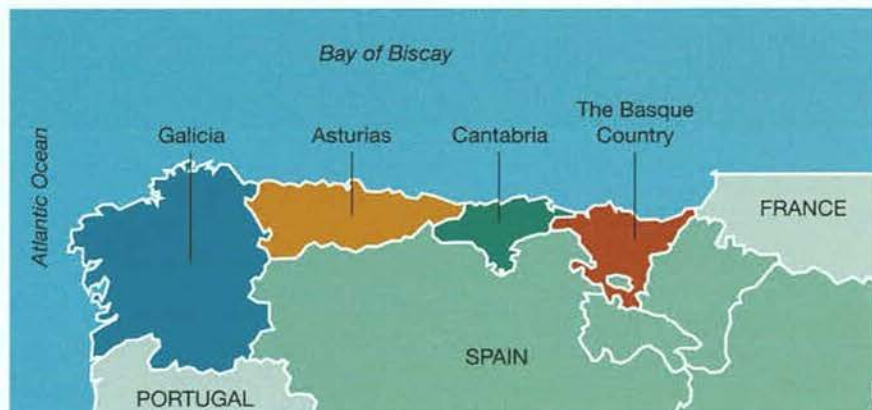 Bay of Biscay
Atlantic Ocean
Galicia
Asturias
Cantabria
The Basque
Country
FRANCE
SPAIN
PORTUGAL